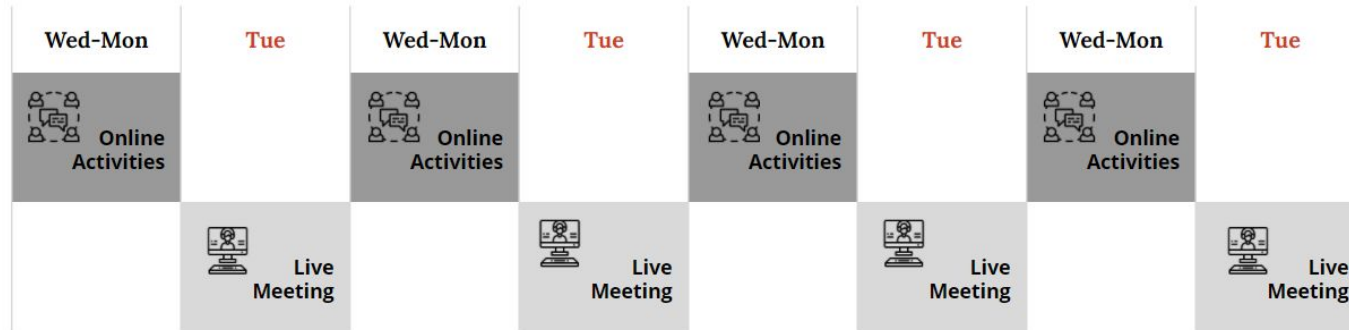 Wed-Mon Tue Wed-Mon Tue Wed-Mon Tue Wed-Mon Tue
Online Online Online Online
Activities Activities Activities Activities
Live Live Live Live
Meeting Meeting Meeting Meeting